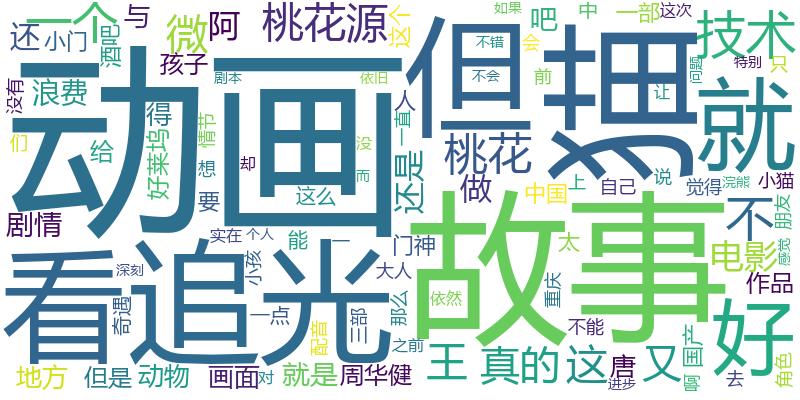 一个
与
微
阿
桃花源
这个
但
如果
吧
中
一部
这次
技术
还
小门
酒吧
孩子
剧本
依旧
不错
会
不会
前
问题
特别
只
没有
浪费
得
情节
动画
人
一直
猫
让
就
们
给
好莱坞
想
却
没
而
还是
桃花
做
中国
上
自己
说
觉得
浣熊
小猫
要
这么
剧情
实在
个人
能
一
门神
故事
太
不
朋友
电影
感觉
看
追光
深刻
小孩
大人
作品
奇遇
一点
配音
三部
那么
依然
之前
重庆
不能
好
国产
角色
地方
但是
动物
画面
对
就是
周华健
王
真的
这
唐
进步
又
啊
去